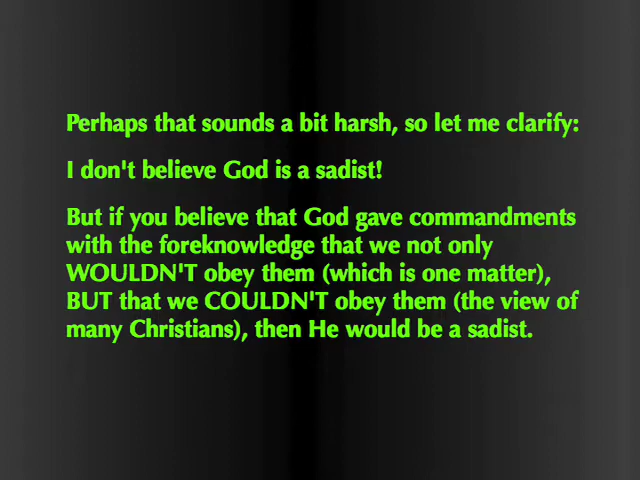 Perhaps that sounds a bit harsh, so let me clarify:
I don't believe God is a sadist!
But if you believe that God gave commandments
with the foreknowledge that we not only
WOULDN'T obey them (which is one matter),
BUT that we COULDN'T obey them (the view of
many Christians), then He would be a sadist.